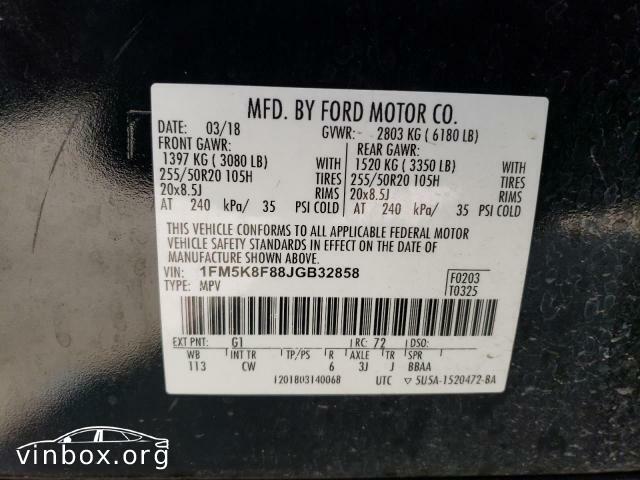 MFD. BY FORD MOTOR CO.
DATE: 03/18 GVWR: 2803 KG (6180 LB)
FRONT GAWR: REAR GAWR:
1397 KG (3080 LB) WITH 1520 KG (3350 LB) WITH
255/50R20 105H TIRES 255/50R20 105H TIRES
20x8.5J RIMS 20x8.5J RIMS
AT 240 kPa/ 35 PSI COLD AT 240 kPa/ 35 PSI COLD
THIS VEHICLE CONFORMS TO ALL APPLICABLE FEDERAL MOTOR
VEHICLE SAFETY STANDARDS IN EFFECT ON THE DATE OF
MANUFACTURE SHOWN ABOVE.
VIN: 1FM5K8F88JGB32858 F0203
TYPE: MPV T0325
EXT PNT: G1 RC: 72 DSO:
WB INT TR TP/PS R AXLE TR SPR
113 CW 6 3J J BBAA
1201803140068 UTC ▽ 5U5A-1520472-BA
vinbox.org